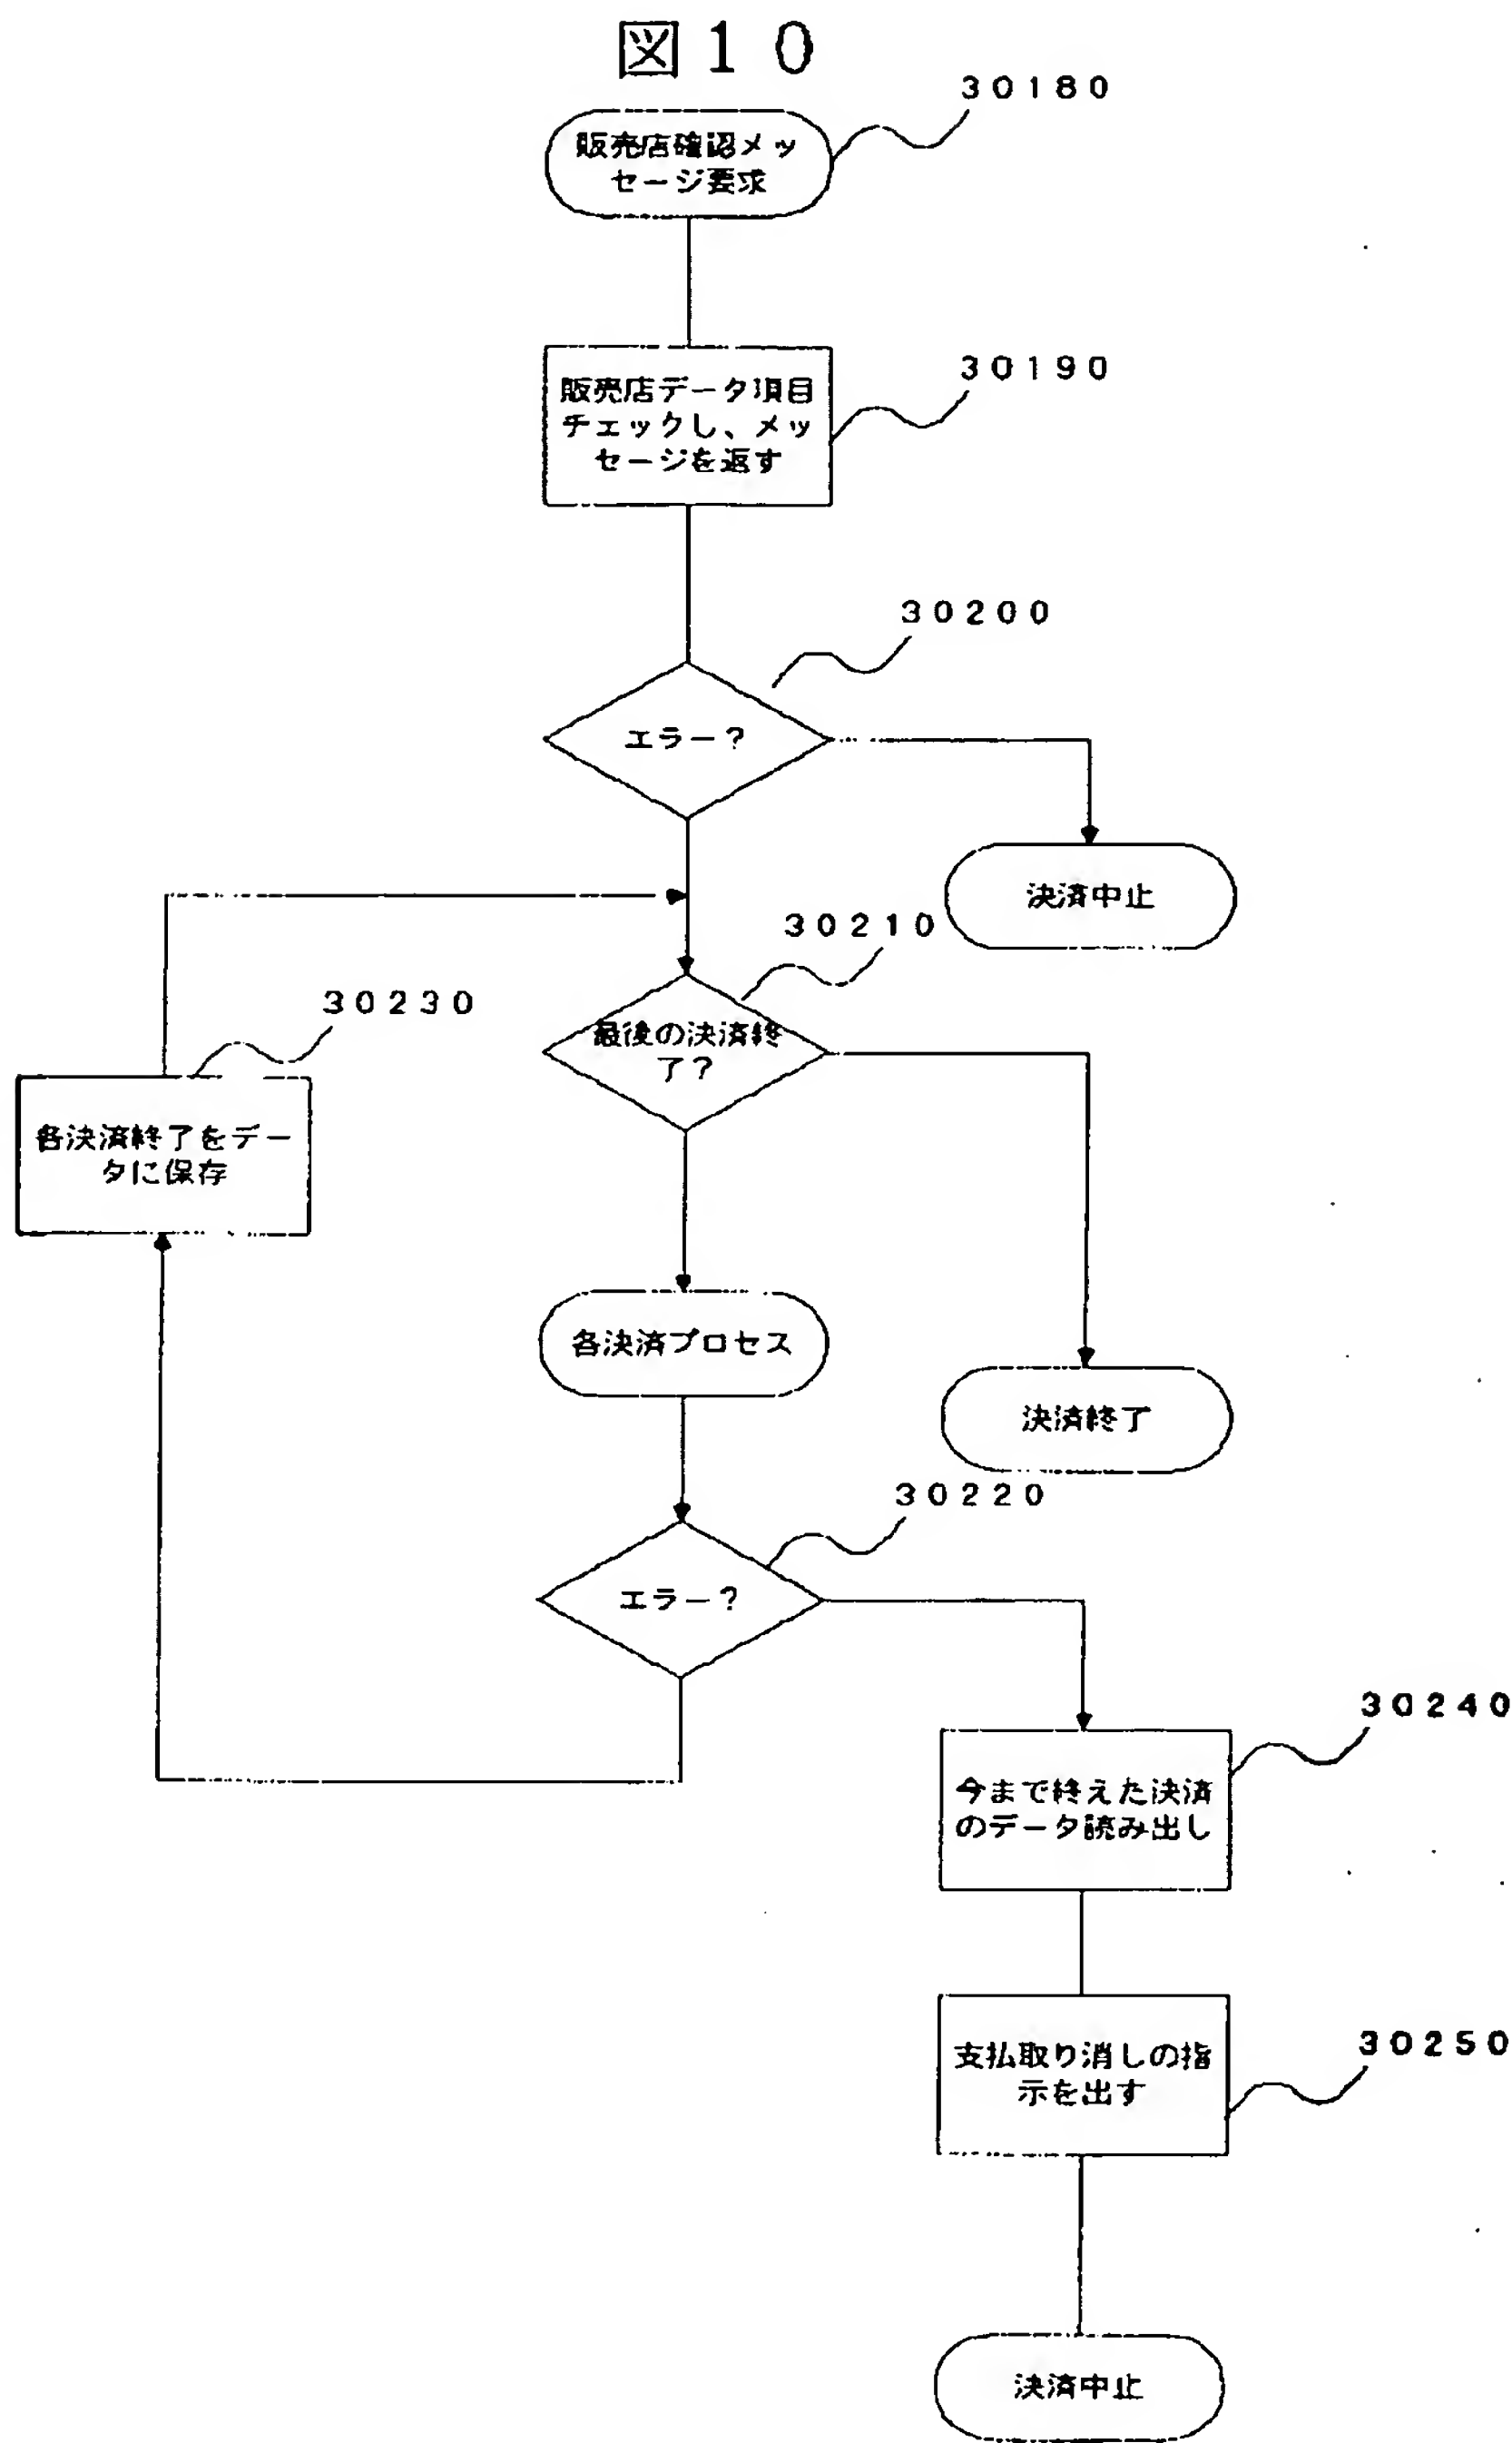 図10
30180
販売店確認メッ
セージ要求
30190
販売店データ項目
チェックし、メッ
セージを返す
30200
エラー?
決済中止
30210
最後の決済終
了?
30230
各決済終了をデー
タに保存
各決済プロセス
決済終了
30220
エラー?
30240
今まで終えた決済
のデータ読み出し
30250
支払取り消しの指
示を出す
決済中止